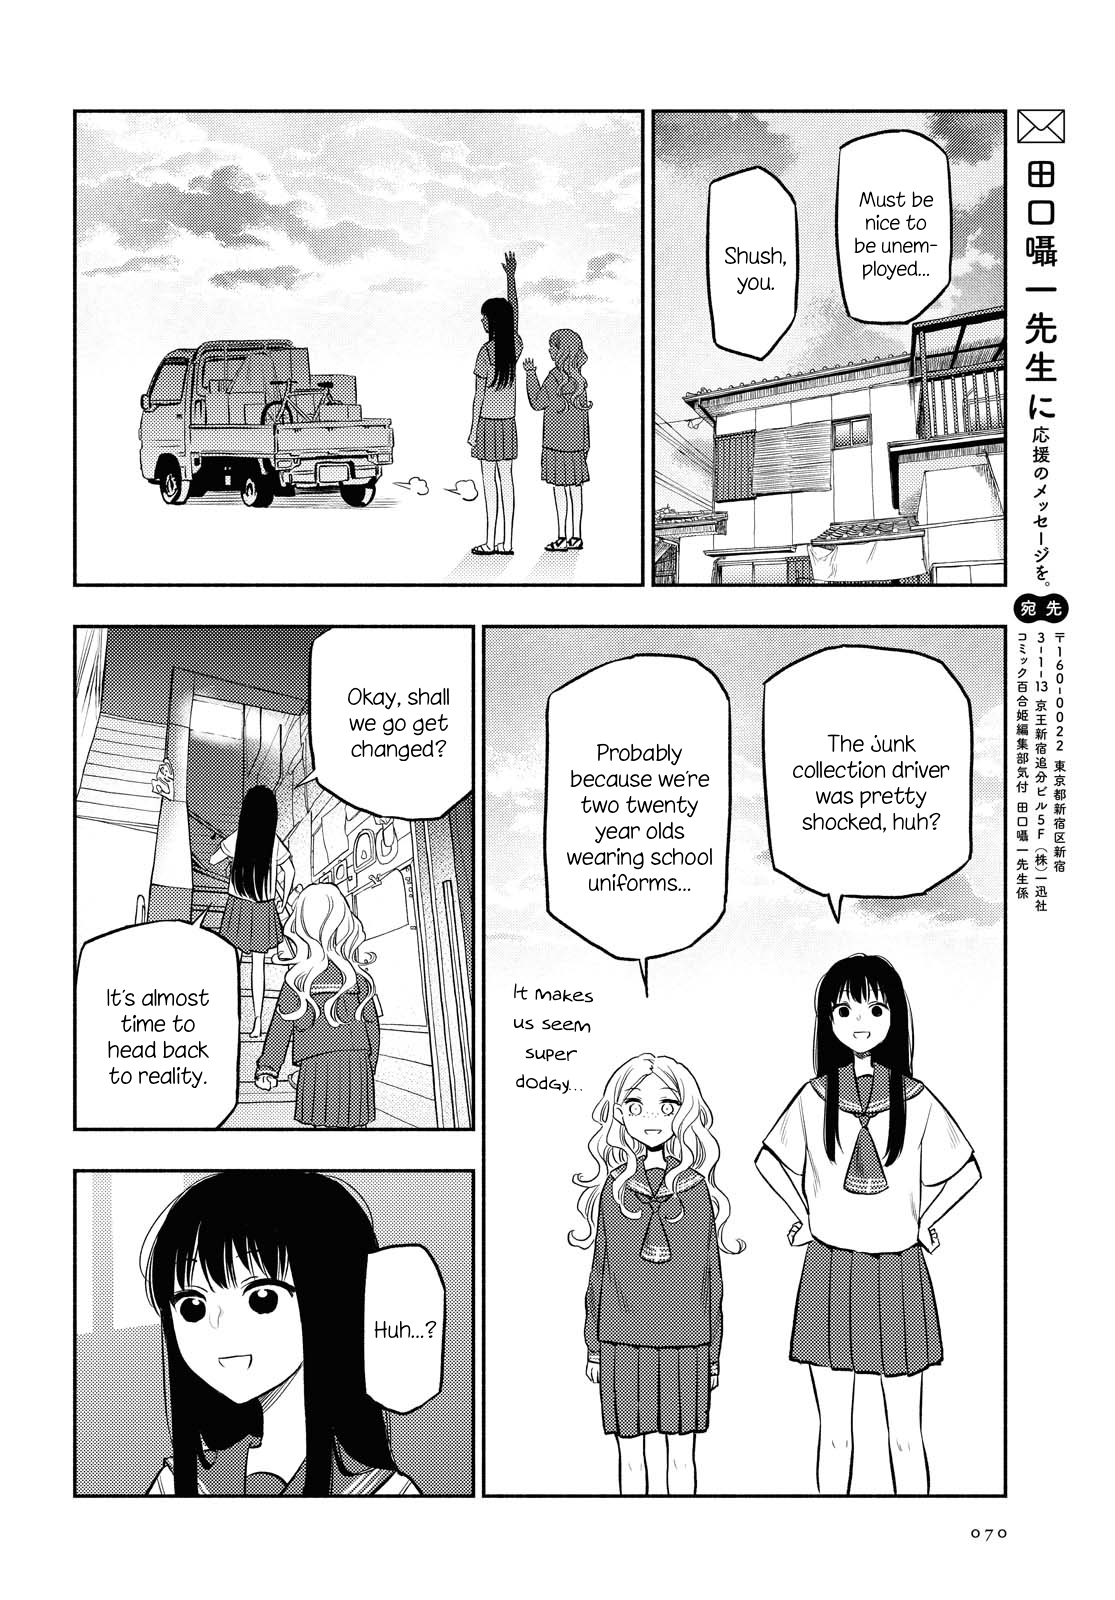 Must be
nice to
be unem-
ployed...
Shush,
you.
The junk
collection driver
was pretty
shocked, huh?
Probably
because we're
two twenty
year olds
wearing school
uniforms...
It makes
us seem
super
dodgy...
Okay, shall
we go get
changed?
It's almost
time to
head back
to reality.
Huh...?
田口囁一先生に応援のメッセージを。
宛先
〒160-0022 東京都新宿区新宿
3-1-13 京王新宿追分ビル5F (株)一迅社
コミック百合姫編集部気付 田口囁一先生係
070